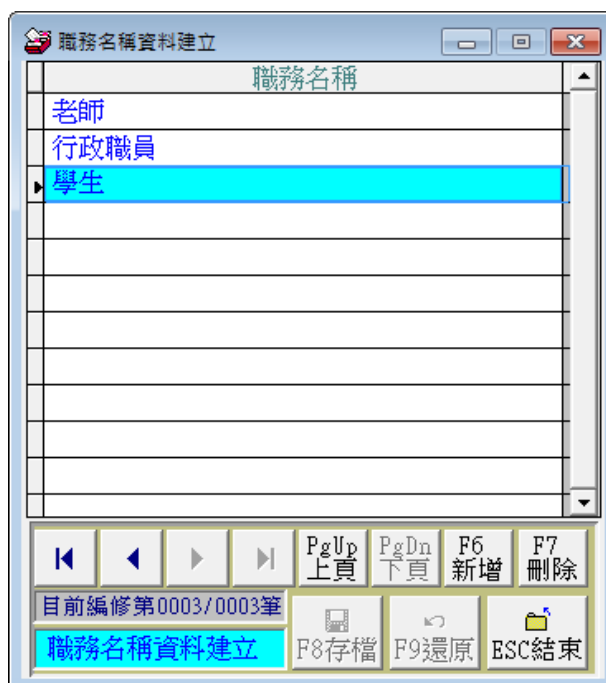 職務名稱資料建立
職務名稱
老師
行政職員
學生
PgUp
上頁
PgDn
下頁
F6
新增
F7
刪除
目前編修第0003/0003筆
職務名稱資料建立
F8存檔
F9還原
ESC結束